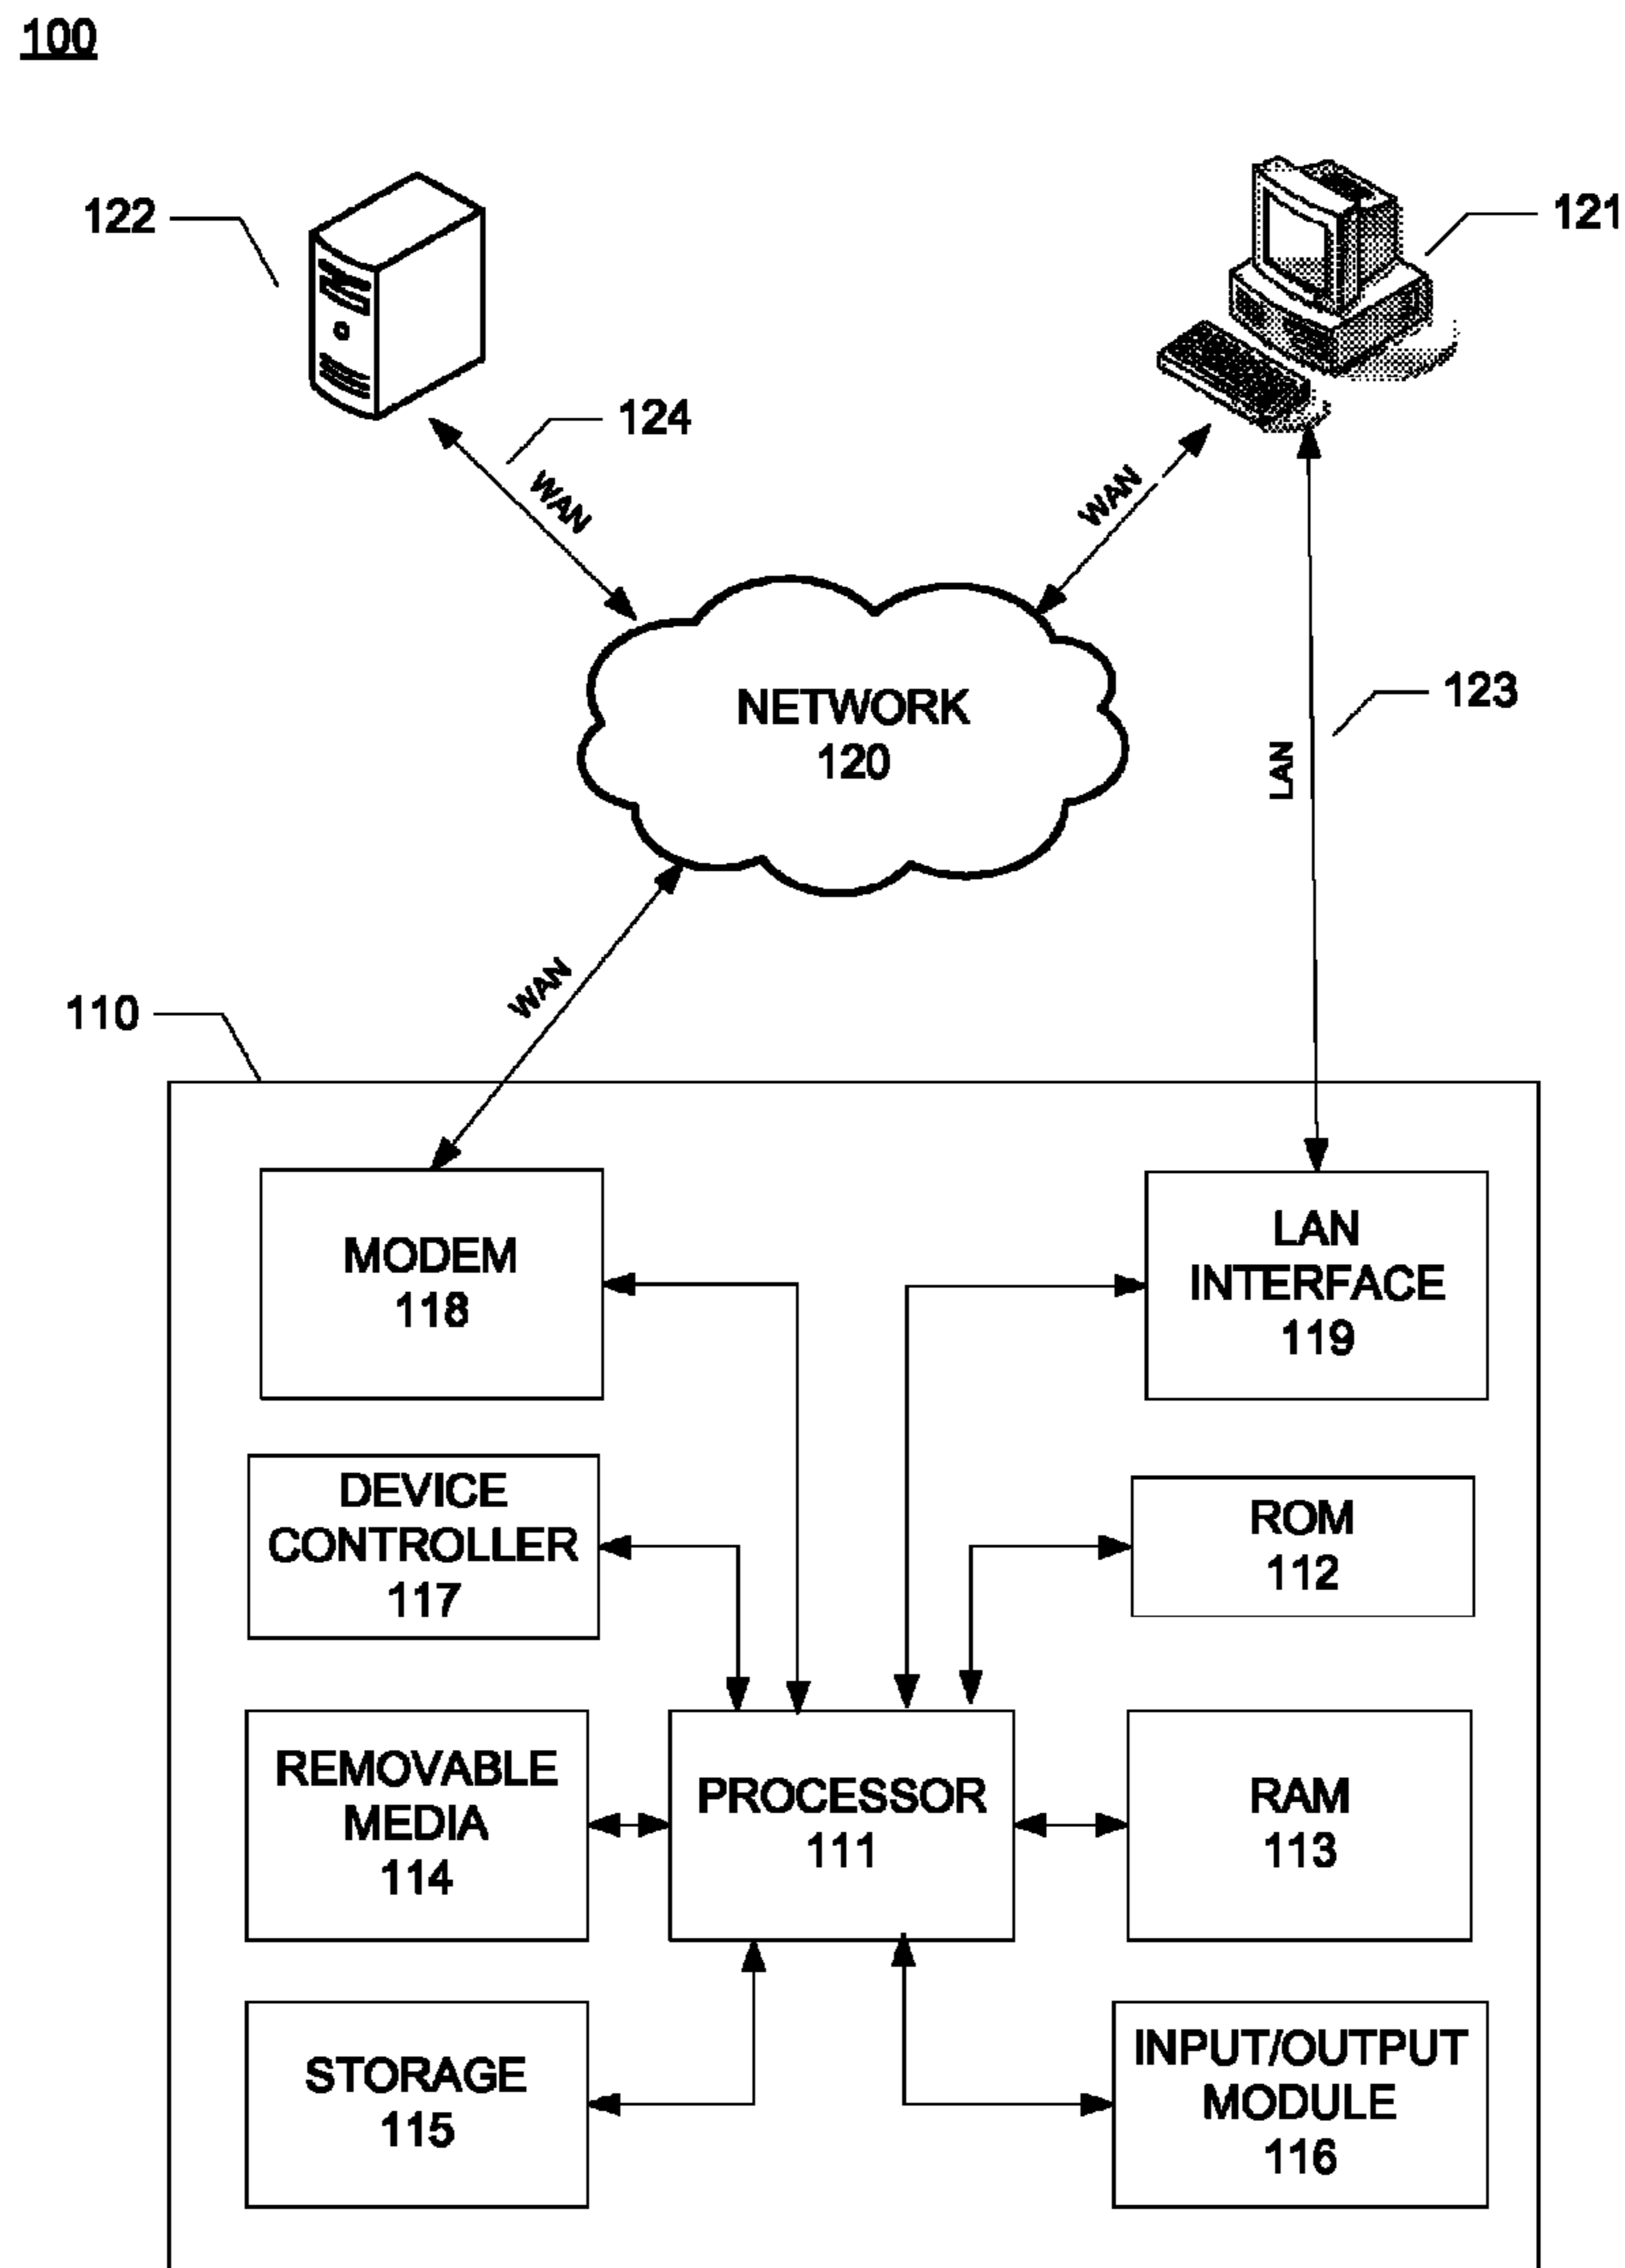 100
122
121
124
WAN
WAN
NETWORK
120
123
LAN
WAN
110
MODEM
118
LAN
INTERFACE
119
DEVICE
CONTROLLER
117
ROM
112
REMOVABLE
MEDIA
114
PROCESSOR
111
RAM
113
STORAGE
115
INPUT/OUTPUT
MODULE
116